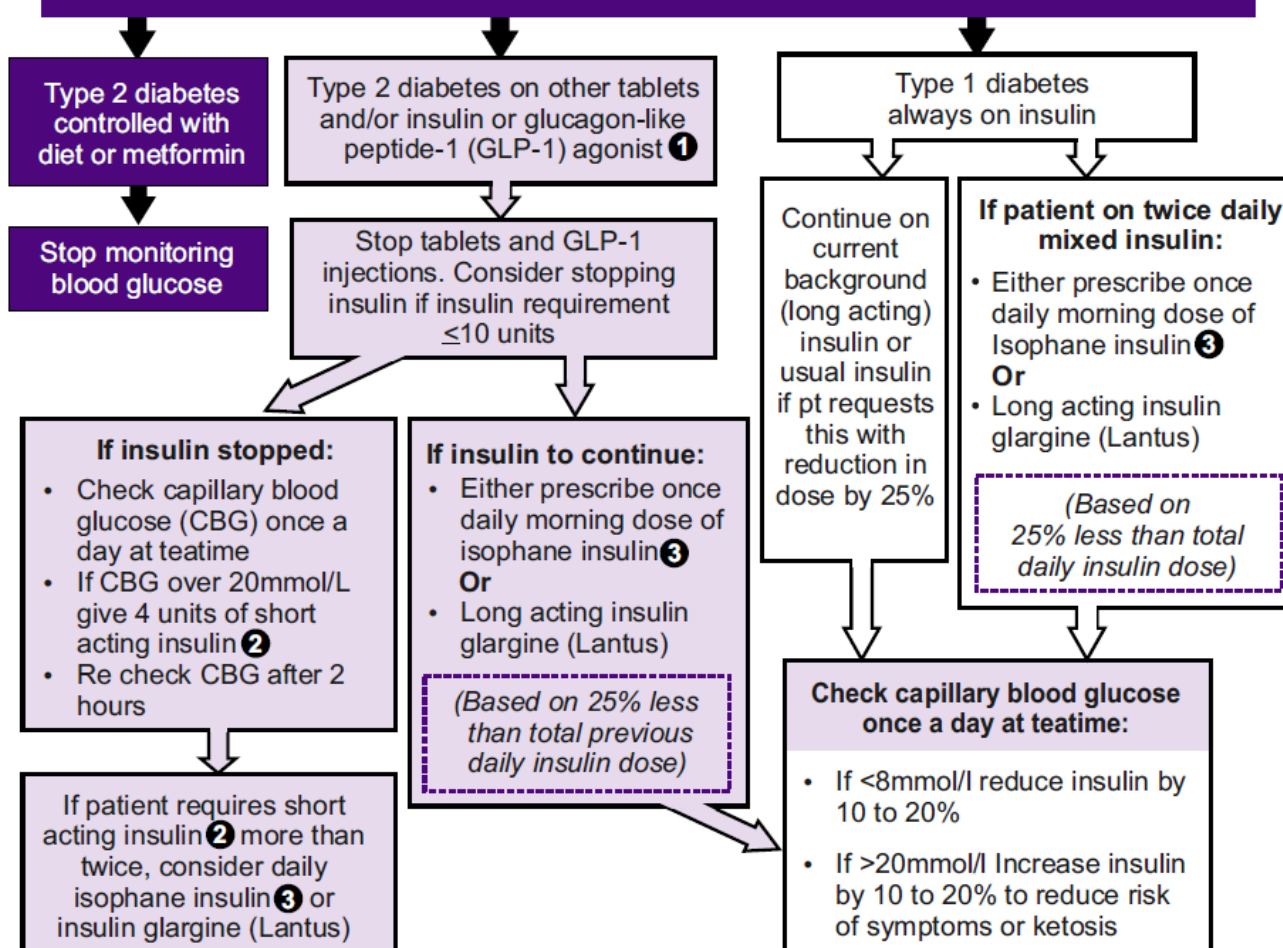 Type 2 diabetes
controlled with
diet or metformin
Stop monitoring
blood glucose
Type 2 diabetes on other tablets
and/or insulin or glucagon-like
peptide-1 (GLP-1) agonist 1
Stop tablets and GLP-1
injections. Consider stopping
insulin if insulin requirement
≤10 units
If insulin stopped:
• Check capillary blood
glucose (CBG) once a
day at teatime
• If CBG over 20mmol/L
give 4 units of short
acting insulin 2
• Re check CBG after 2
hours
If patient requires short
acting insulin 2 more than
twice, consider daily
isophane insulin 3 or
insulin glargine (Lantus)
If insulin to continue:
• Either prescribe once
daily morning dose of
isophane insulin 3
Or
• Long acting insulin
glargine (Lantus)
(Based on 25% less
than total previous
daily insulin dose)
Type 1 diabetes
always on insulin
Continue on
current
background
(long acting)
insulin or
usual insulin
if pt requests
this with
reduction in
dose by 25%
If patient on twice daily
mixed insulin:
• Either prescribe once
daily morning dose of
Isophane insulin 3
Or
• Long acting insulin
glargine (Lantus)
(Based on
25% less than total
daily insulin dose)
Check capillary blood glucose
once a day at teatime:
• If <8mmol/l reduce insulin by
10 to 20%
• If >20mmol/l Increase insulin
by 10 to 20% to reduce risk
of symptoms or ketosis